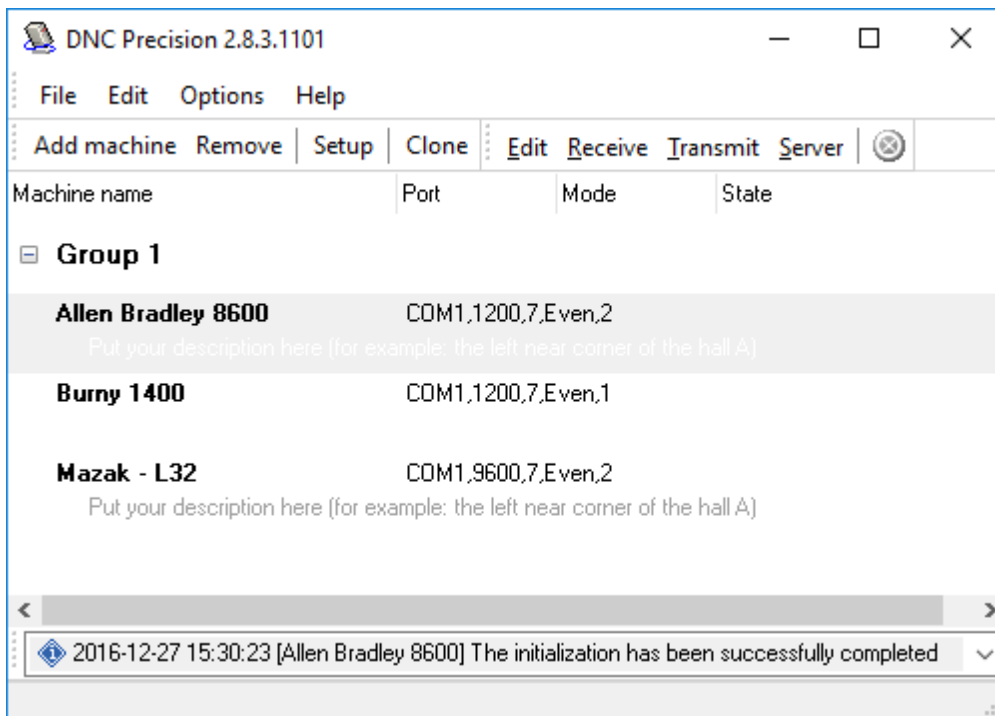 DNC Precision 2.8.3.1101
File Edit Options Help
Add machine Remove Setup Clone Edit Receive Transmit Server
Machine name Port Mode State
Group 1
Allen Bradley 8600 COM1,1200,7,Even,2
Put your description here (for example: the left near corner of the hall A)
Burny 1400 COM1,1200,7,Even,1
Mazak - L32 COM1,9600,7,Even,2
Put your description here (for example: the left near corner of the hall A)
2016-12-27 15:30:23 [Allen Bradley 8600] The initialization has been successfully completed